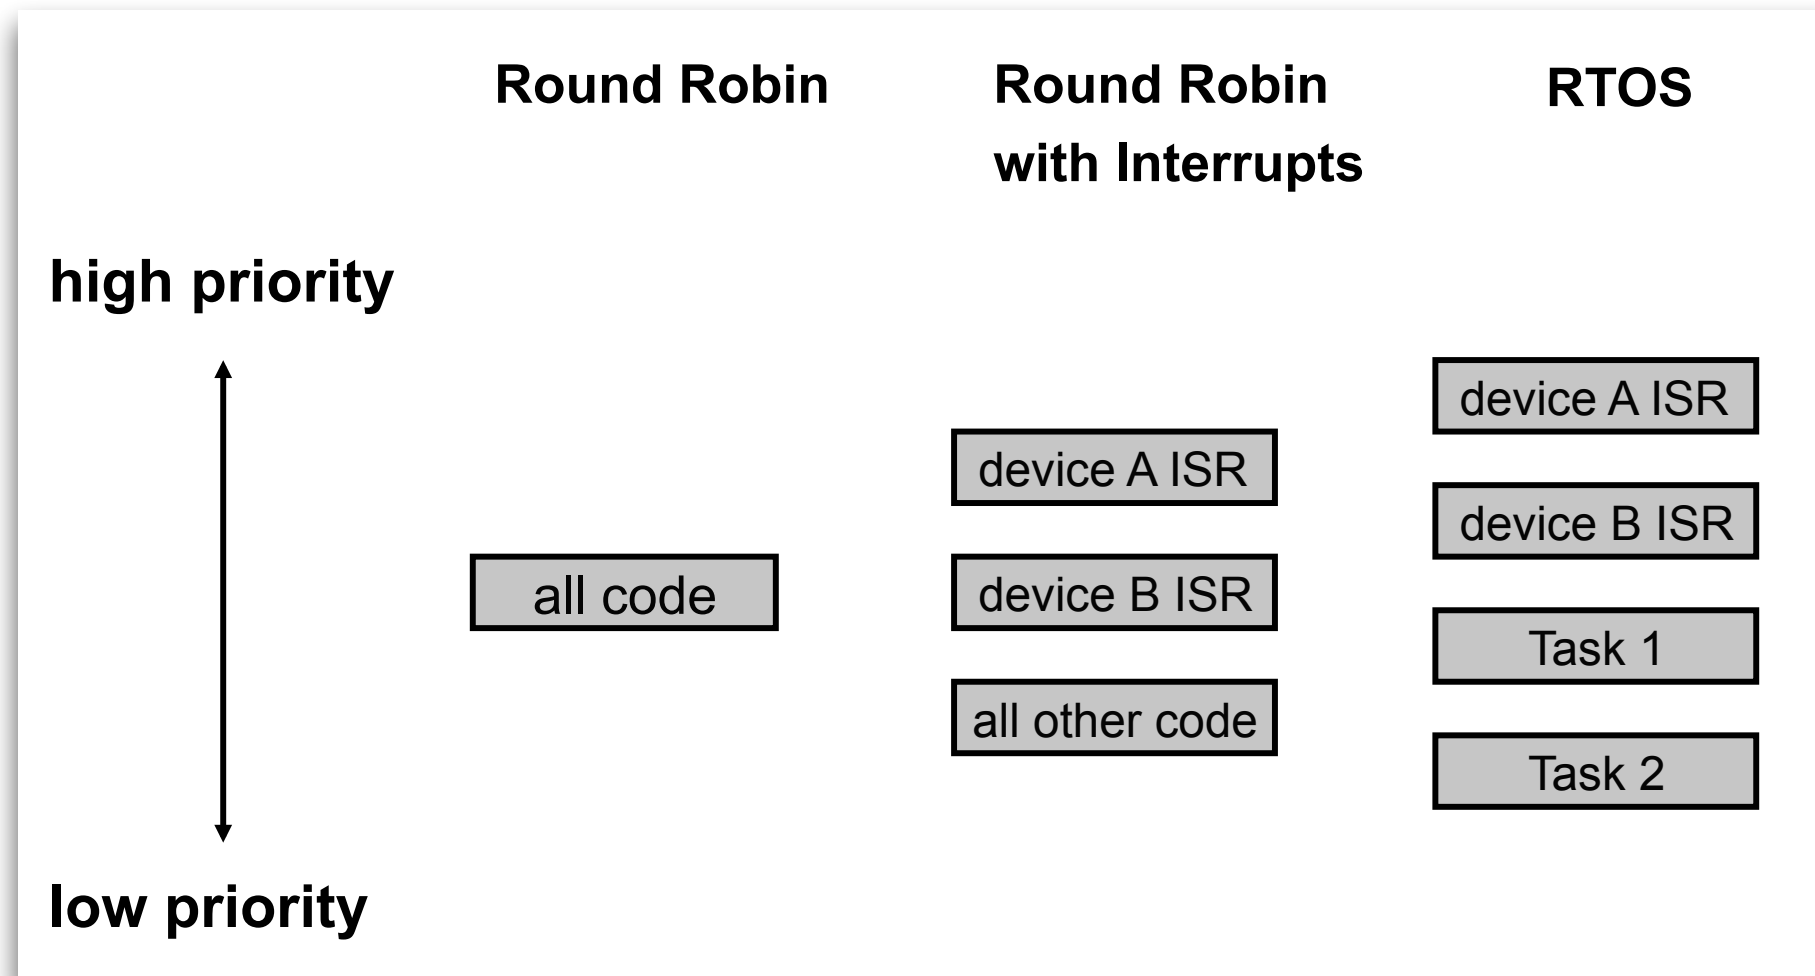 Round Robin
Round Robin
with Interrupts
RTOS
high priority
low priority
all code
device A ISR
device B ISR
all other code
device A ISR
device B ISR
Task 1
Task 2